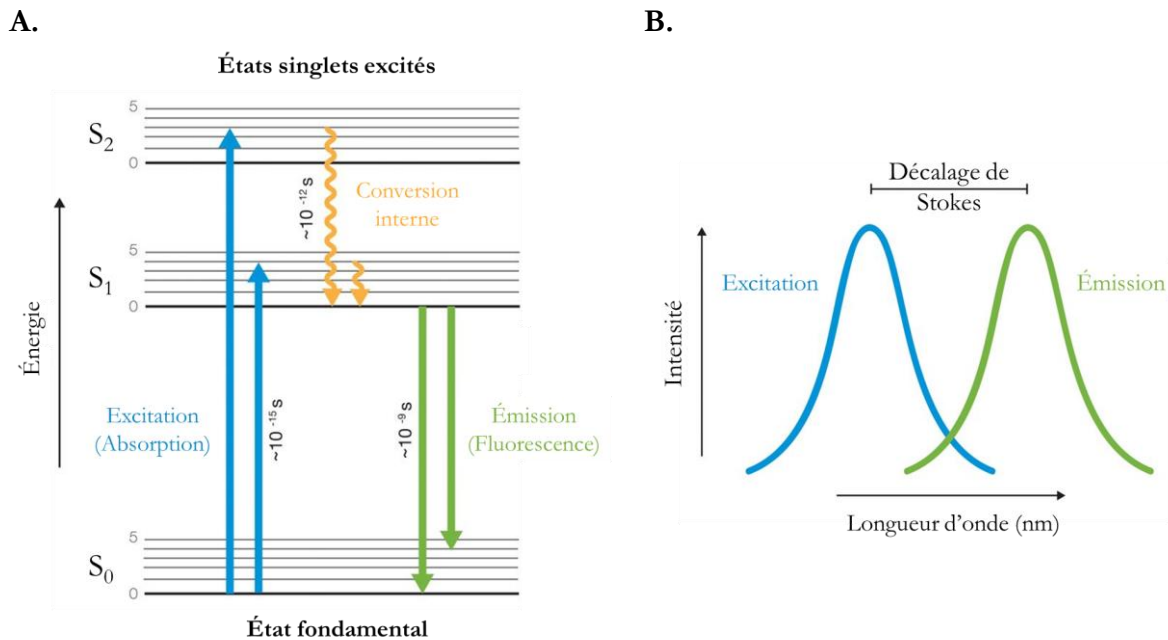 A.
États singlets excités
5
S₂
0
~10⁻¹² s
Conversion
interne
5
S₁
0
Énergie
Excitation
(Absorption)
~10⁻¹⁵ s
~10⁻⁹ s
Émission
(Fluorescence)
5
S₀
0
État fondamental
B.
Décalage de
Stokes
Excitation
Émission
Intensité
Longueur d'onde (nm)